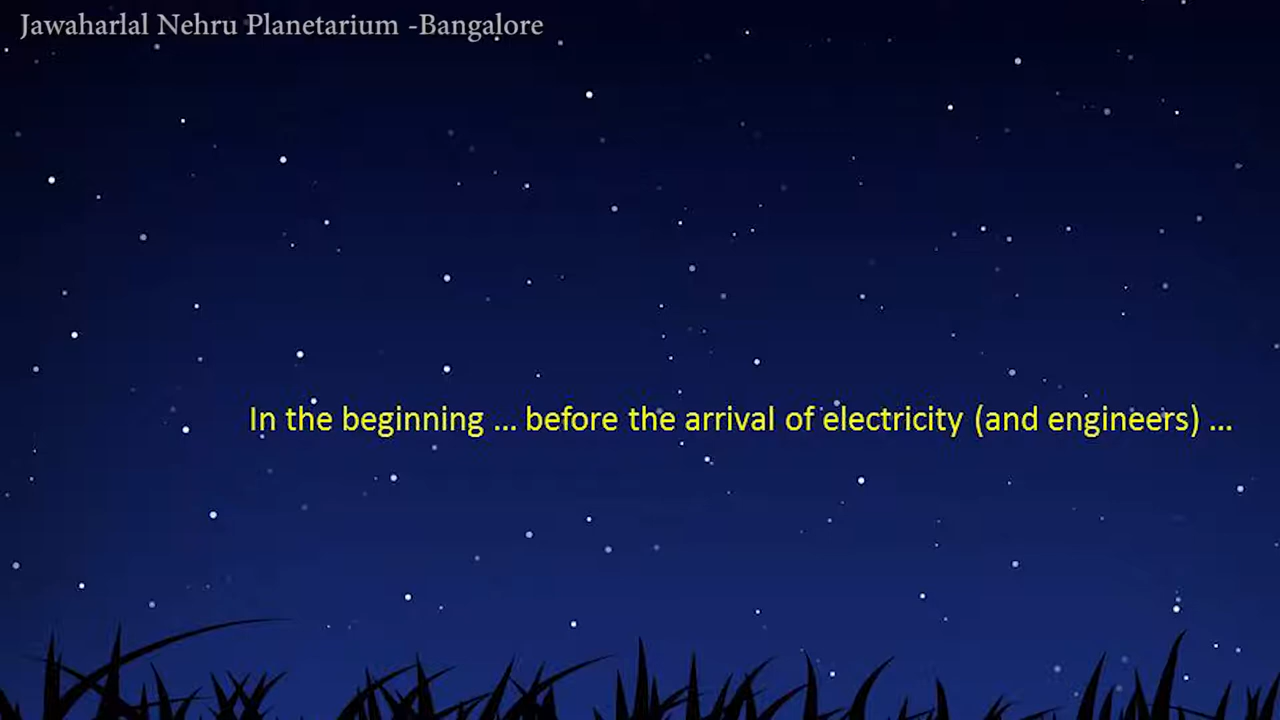 Jawaharlal Nehru Planetarium -Bangalore
In the beginning ... before the arrival of electricity (and engineers) ...